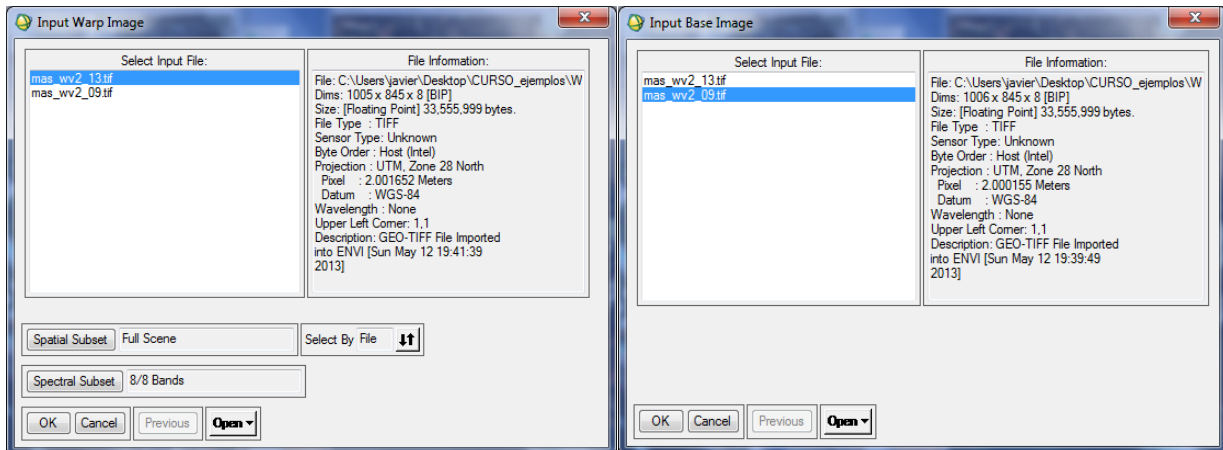 Input Warp Image
Select Input File:
mas_wv2_13.tif
mas_wv2_09.tif
File Information:
File: C:\Users\javier\Desktop\CURSO_ejemplos\W
Dims: 1005 x 845 x 8 [BIP]
Size: [Floating Point] 33,555,999 bytes.
File Type : TIFF
Sensor Type: Unknown
Byte Order : Host (Intel)
Projection : UTM, Zone 28 North
Pixel : 2.001652 Meters
Datum : WGS-84
Wavelength : None
Upper Left Corner: 1,1
Description: GEO-TIFF File Imported
into ENVI [Sun May 12 19:41:39
2013]
Spatial Subset Full Scene
Select By File
Spectral Subset 8/8 Bands
OK Cancel Previous Open
Input Base Image
Select Input File:
mas_wv2_13.tif
mas_wv2_09.tif
File Information:
File: C:\Users\javier\Desktop\CURSO_ejemplos\W
Dims: 1006 x 845 x 8 [BIP]
Size: [Floating Point] 33,555,999 bytes.
File Type : TIFF
Sensor Type: Unknown
Byte Order : Host (Intel)
Projection : UTM, Zone 28 North
Pixel : 2.000155 Meters
Datum : WGS-84
Wavelength : None
Upper Left Corner: 1,1
Description: GEO-TIFF File Imported
into ENVI [Sun May 12 19:39:49
2013]
OK Cancel Previous Open